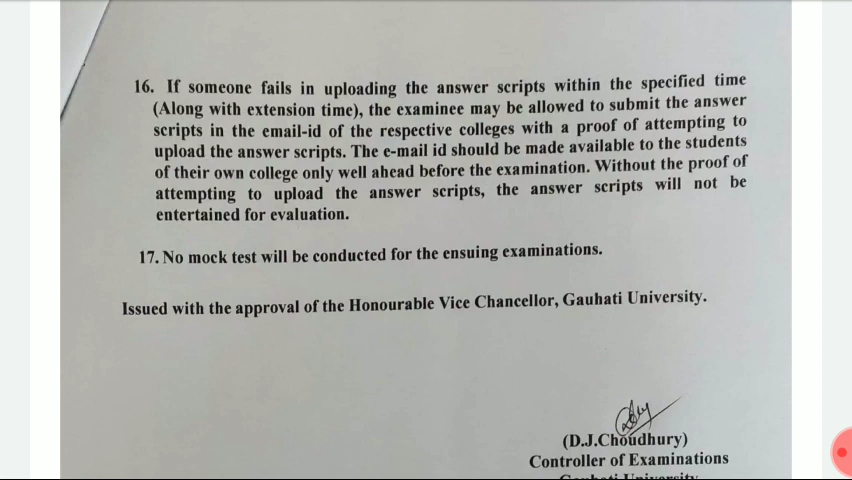 16. If someone fails in uploading the answer scripts within the specified time
(Along with extension time), the examinee may be allowed to submit the answer
scripts in the email-id of the respective colleges with a proof of attempting to
upload the answer scripts. The e-mail id should be made available to the students
of their own college only well ahead before the examination. Without the proof of
attempting to upload the answer scripts, the answer scripts will not be
entertained for evaluation.
17. No mock test will be conducted for the ensuing examinations.
Issued with the approval of the Honourable Vice Chancellor, Gauhati University.
(D.J.Choudhury)
Controller of Examinations
Gauhati University